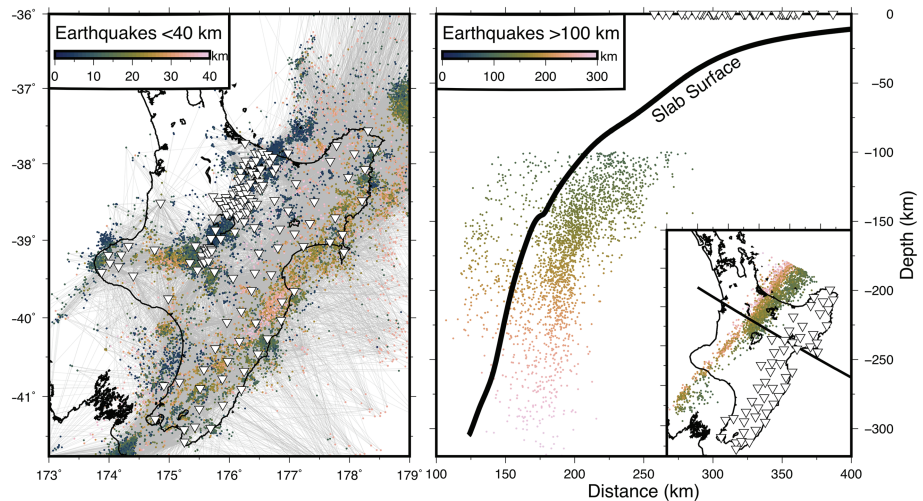 Earthquakes <40 km
km
0 10 20 30 40
−36˚
−37˚
−38˚
−39˚
−40˚
−41˚
173˚ 174˚ 175˚ 176˚ 177˚ 178˚ 179˚
Earthquakes >100 km
km
0 100 200 300
Slab Surface
0
−50
−100
−150
−200
−250
−300
Depth (km)
100 150 200 250 300 350 400
Distance (km)